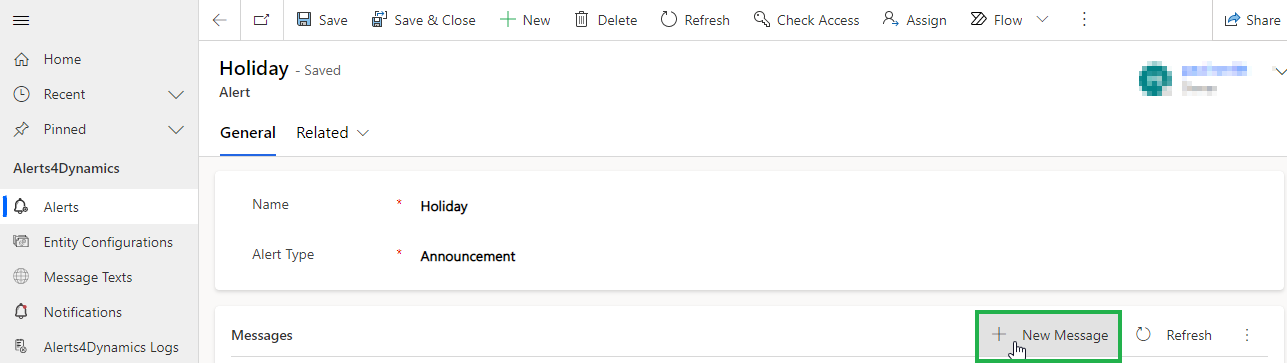 Save
Save & Close
New
Delete
Refresh
Check Access
Assign
Flow
Share
Home
Recent
Pinned
Alerts4Dynamics
Alerts
Entity Configurations
Message Texts
Notifications
Alerts4Dynamics Logs
Holiday - Saved
Alert
General
Related
Name * Holiday
Alert Type * Announcement
Messages
New Message
Refresh